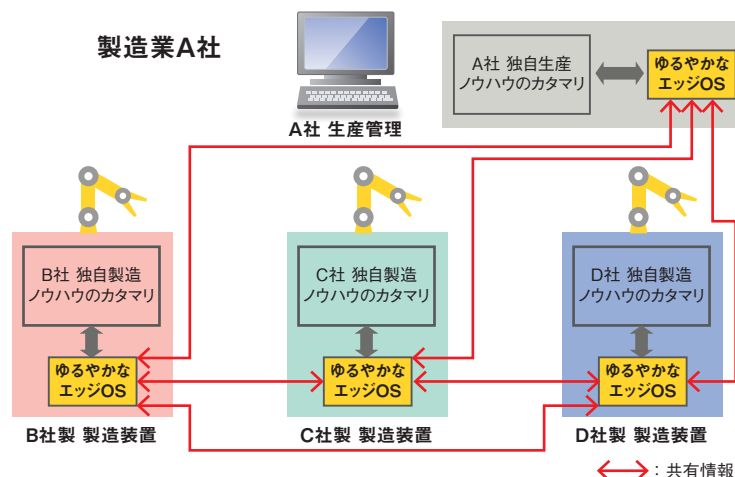 製造業A社
A社 独自生産
ノウハウのカタマリ
ゆるやかな
エッジOS
A社 生産管理
B社 独自製造
ノウハウのカタマリ
C社 独自製造
ノウハウのカタマリ
D社 独自製造
ノウハウのカタマリ
ゆるやかな
エッジOS
ゆるやかな
エッジOS
ゆるやかな
エッジOS
B社製 製造装置
C社製 製造装置
D社製 製造装置
：共有情報